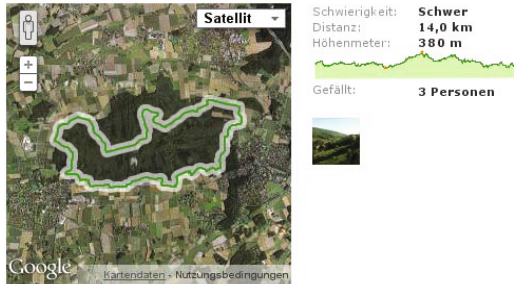 Satellit
+
−
Google
Kartendaten - Nutzungsbedingungen
Schwierigkeit: Schwer
Distanz: 14,0 km
Höhenmeter: 380 m
Gefällt: 3 Personen